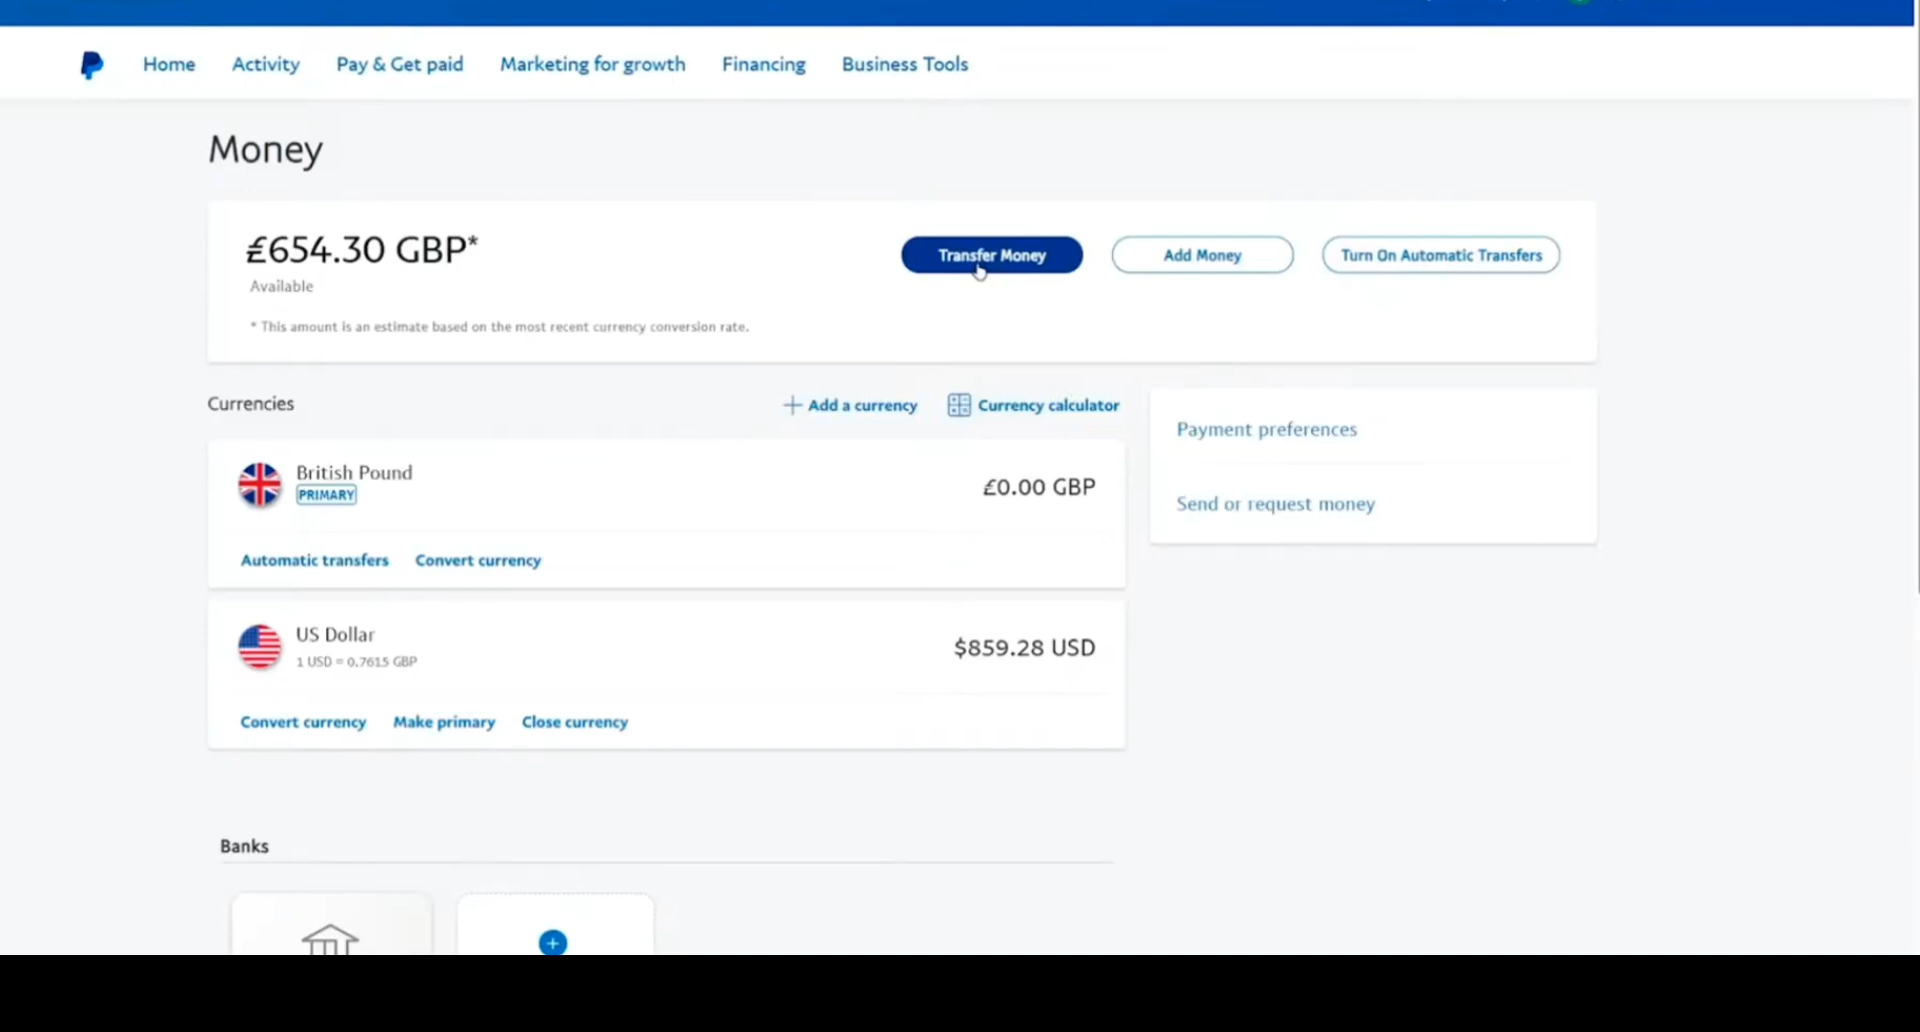 Home Activity Pay & Get paid Marketing for growth Financing Business Tools
Money
£654.30 GBP*
Available
* This amount is an estimate based on the most recent currency conversion rate.
Transfer Money
Add Money
Turn On Automatic Transfers
Currencies
Add a currency
Currency calculator
British Pound
PRIMARY
£0.00 GBP
Automatic transfers Convert currency
US Dollar
1 USD = 0.7615 GBP
$859.28 USD
Convert currency Make primary Close currency
Payment preferences
Send or request money
Banks